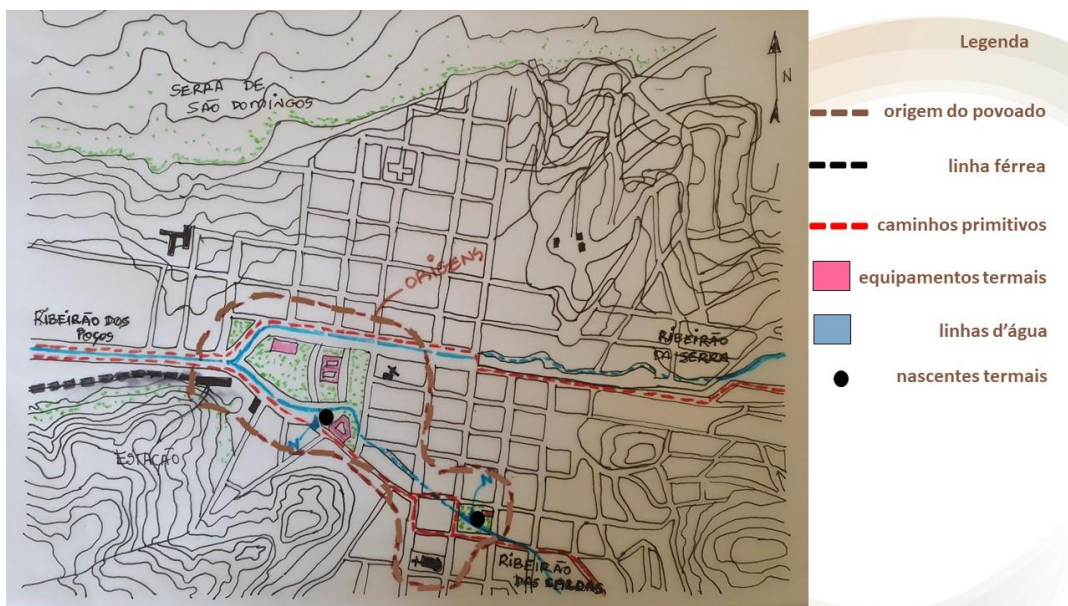 SERRA DE
SÃO DOMINGOS
N
ORIGENS
RIBEIRÃO DOS
POÇOS
RIBEIRÃO
DA SERRA
ESTAÇÃO
N
N
RIBEIRÃO
DAS CALDAS
Legenda
origem do povoado
linha férrea
caminhos primitivos
equipamentos termais
linhas d'água
nascentes termais